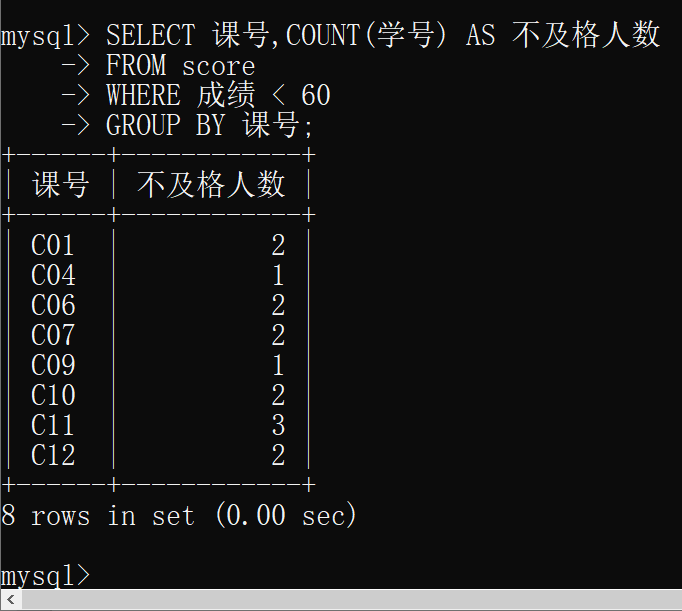 mysql> SELECT 课号,COUNT(学号) AS 不及格人数
    -> FROM score
    -> WHERE 成绩 < 60
    -> GROUP BY 课号;
+------+------------+
| 课号 | 不及格人数 |
+------+------------+
| C01  |          2 |
| C04  |          1 |
| C06  |          2 |
| C07  |          2 |
| C09  |          1 |
| C10  |          2 |
| C11  |          3 |
| C12  |          2 |
+------+------------+
8 rows in set (0.00 sec)
mysql>